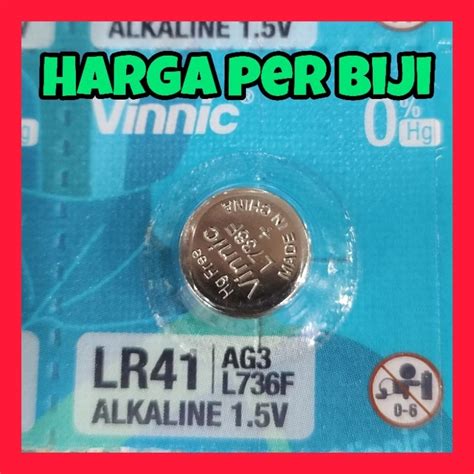 ALKALINE 1.5V
HARGA PER BIJI
Vinnic®
0% Hg
MADE IN CHINA
+
L736F
Vinnic
Hg Free
LR41 | AG3
L736F
ALKALINE 1.5V
0-6